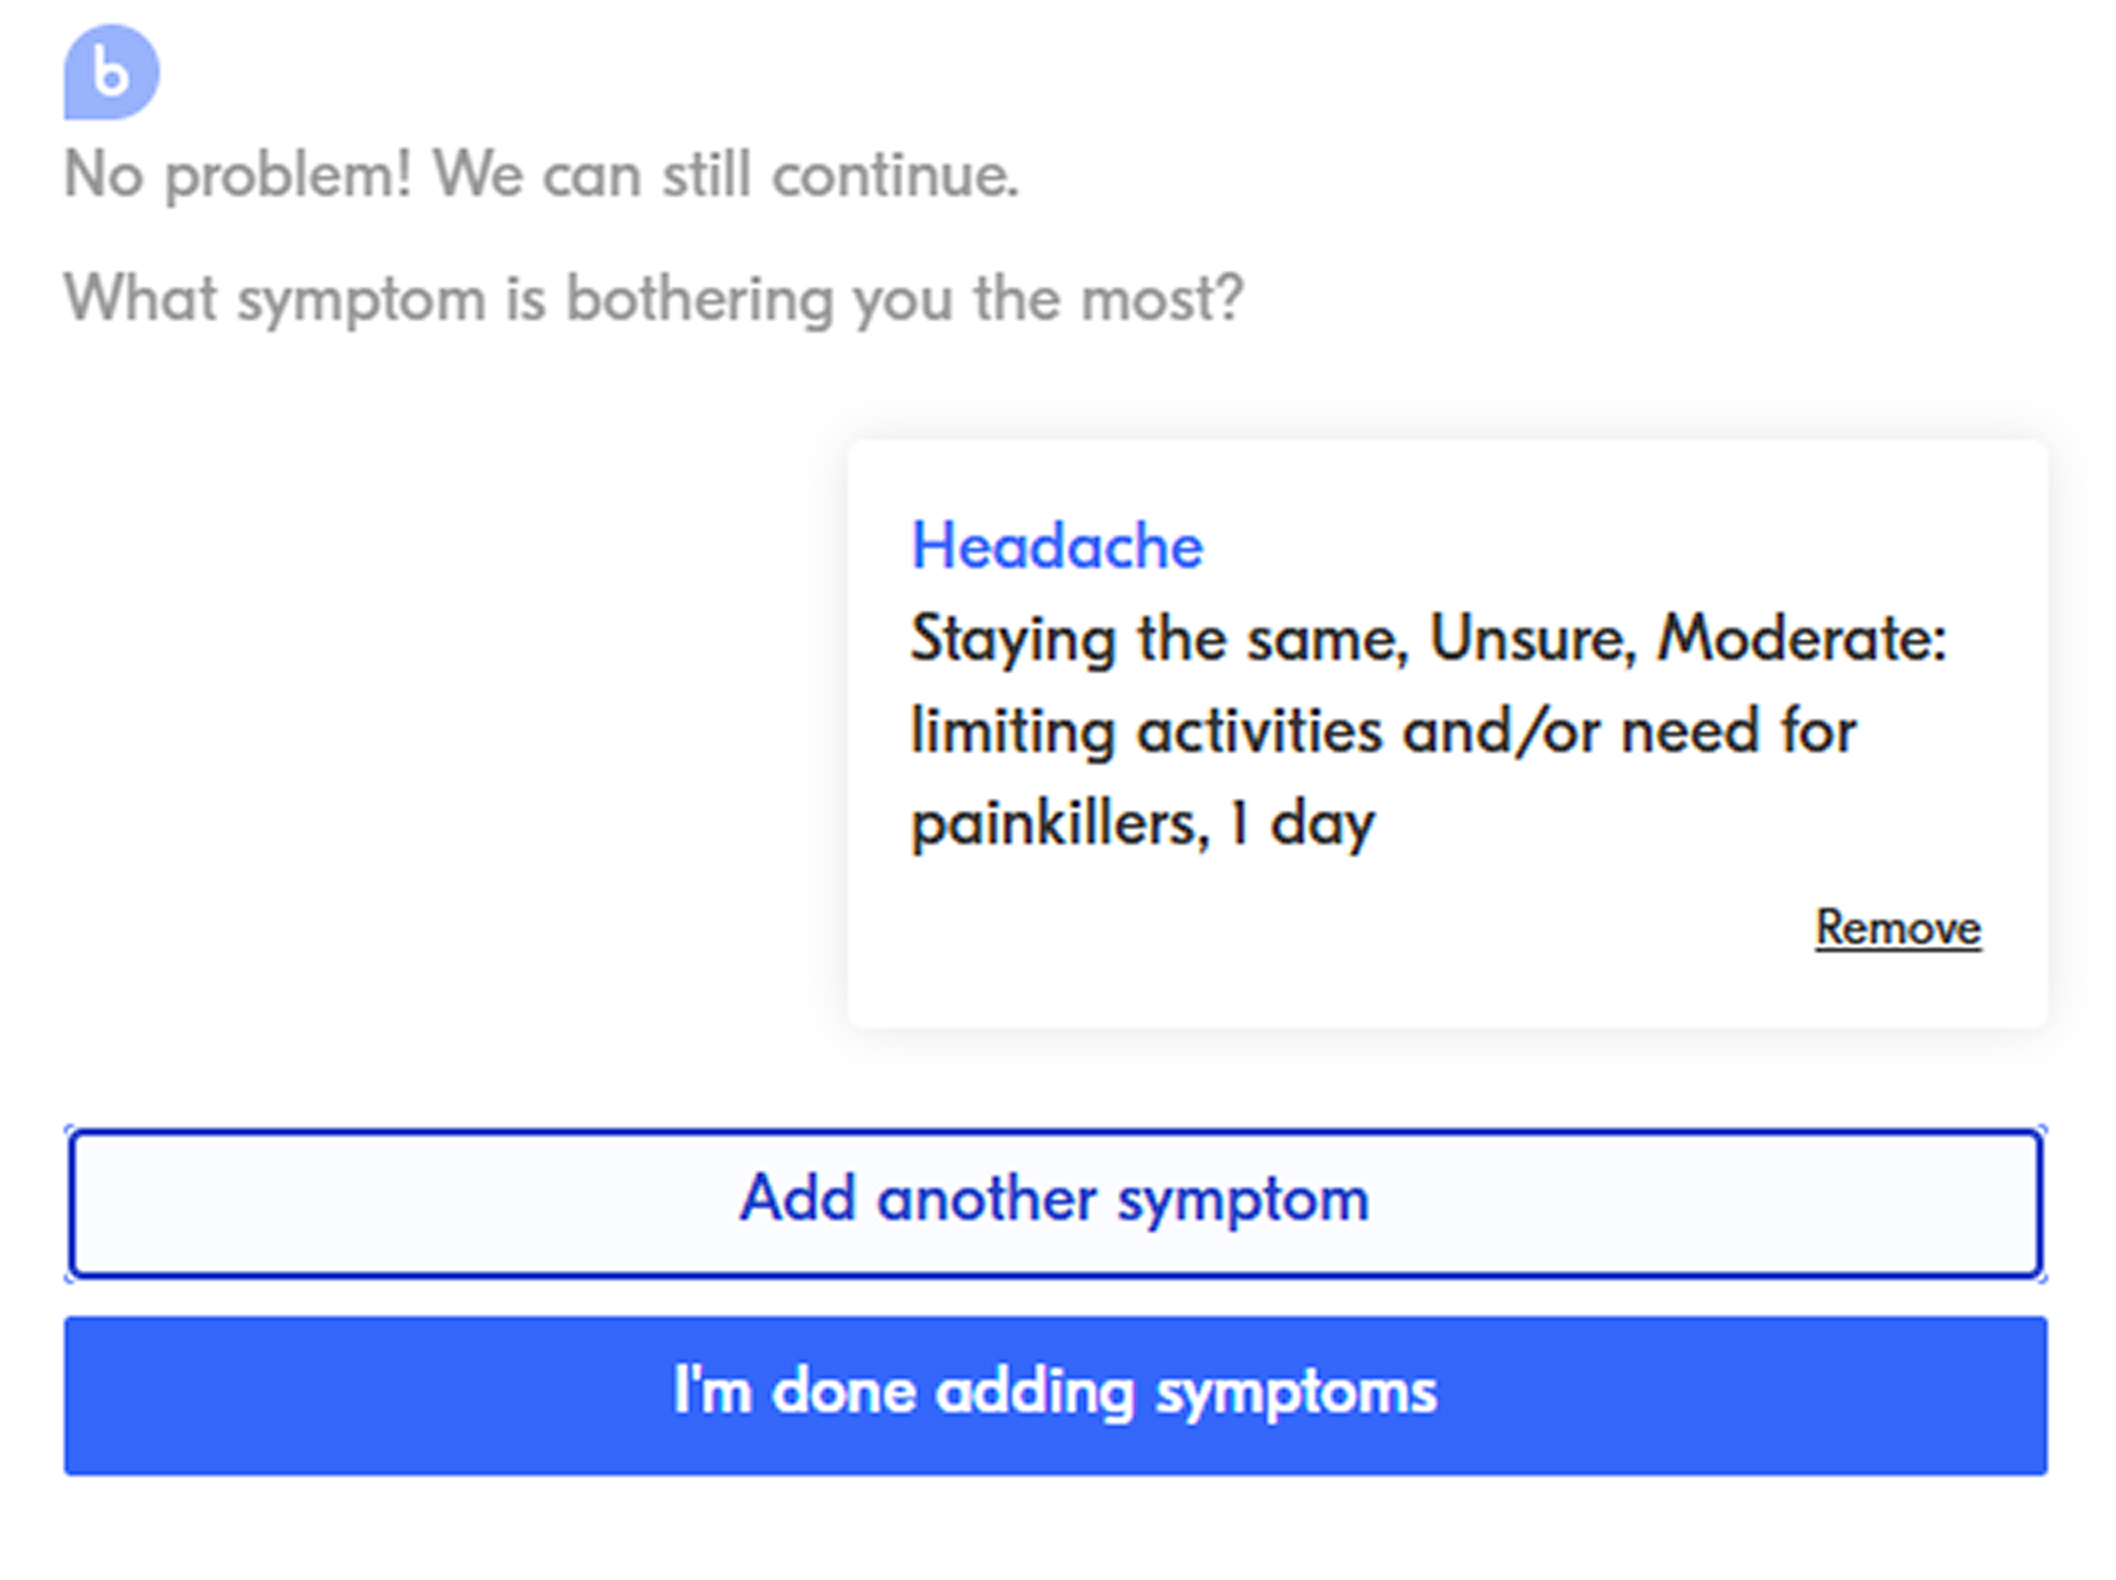 b
No problem! We can still continue.
What symptom is bothering you the most?
Headache
Staying the same, Unsure, Moderate:
limiting activities and/or need for
painkillers, 1 day
Remove
Add another symptom
I'm done adding symptoms